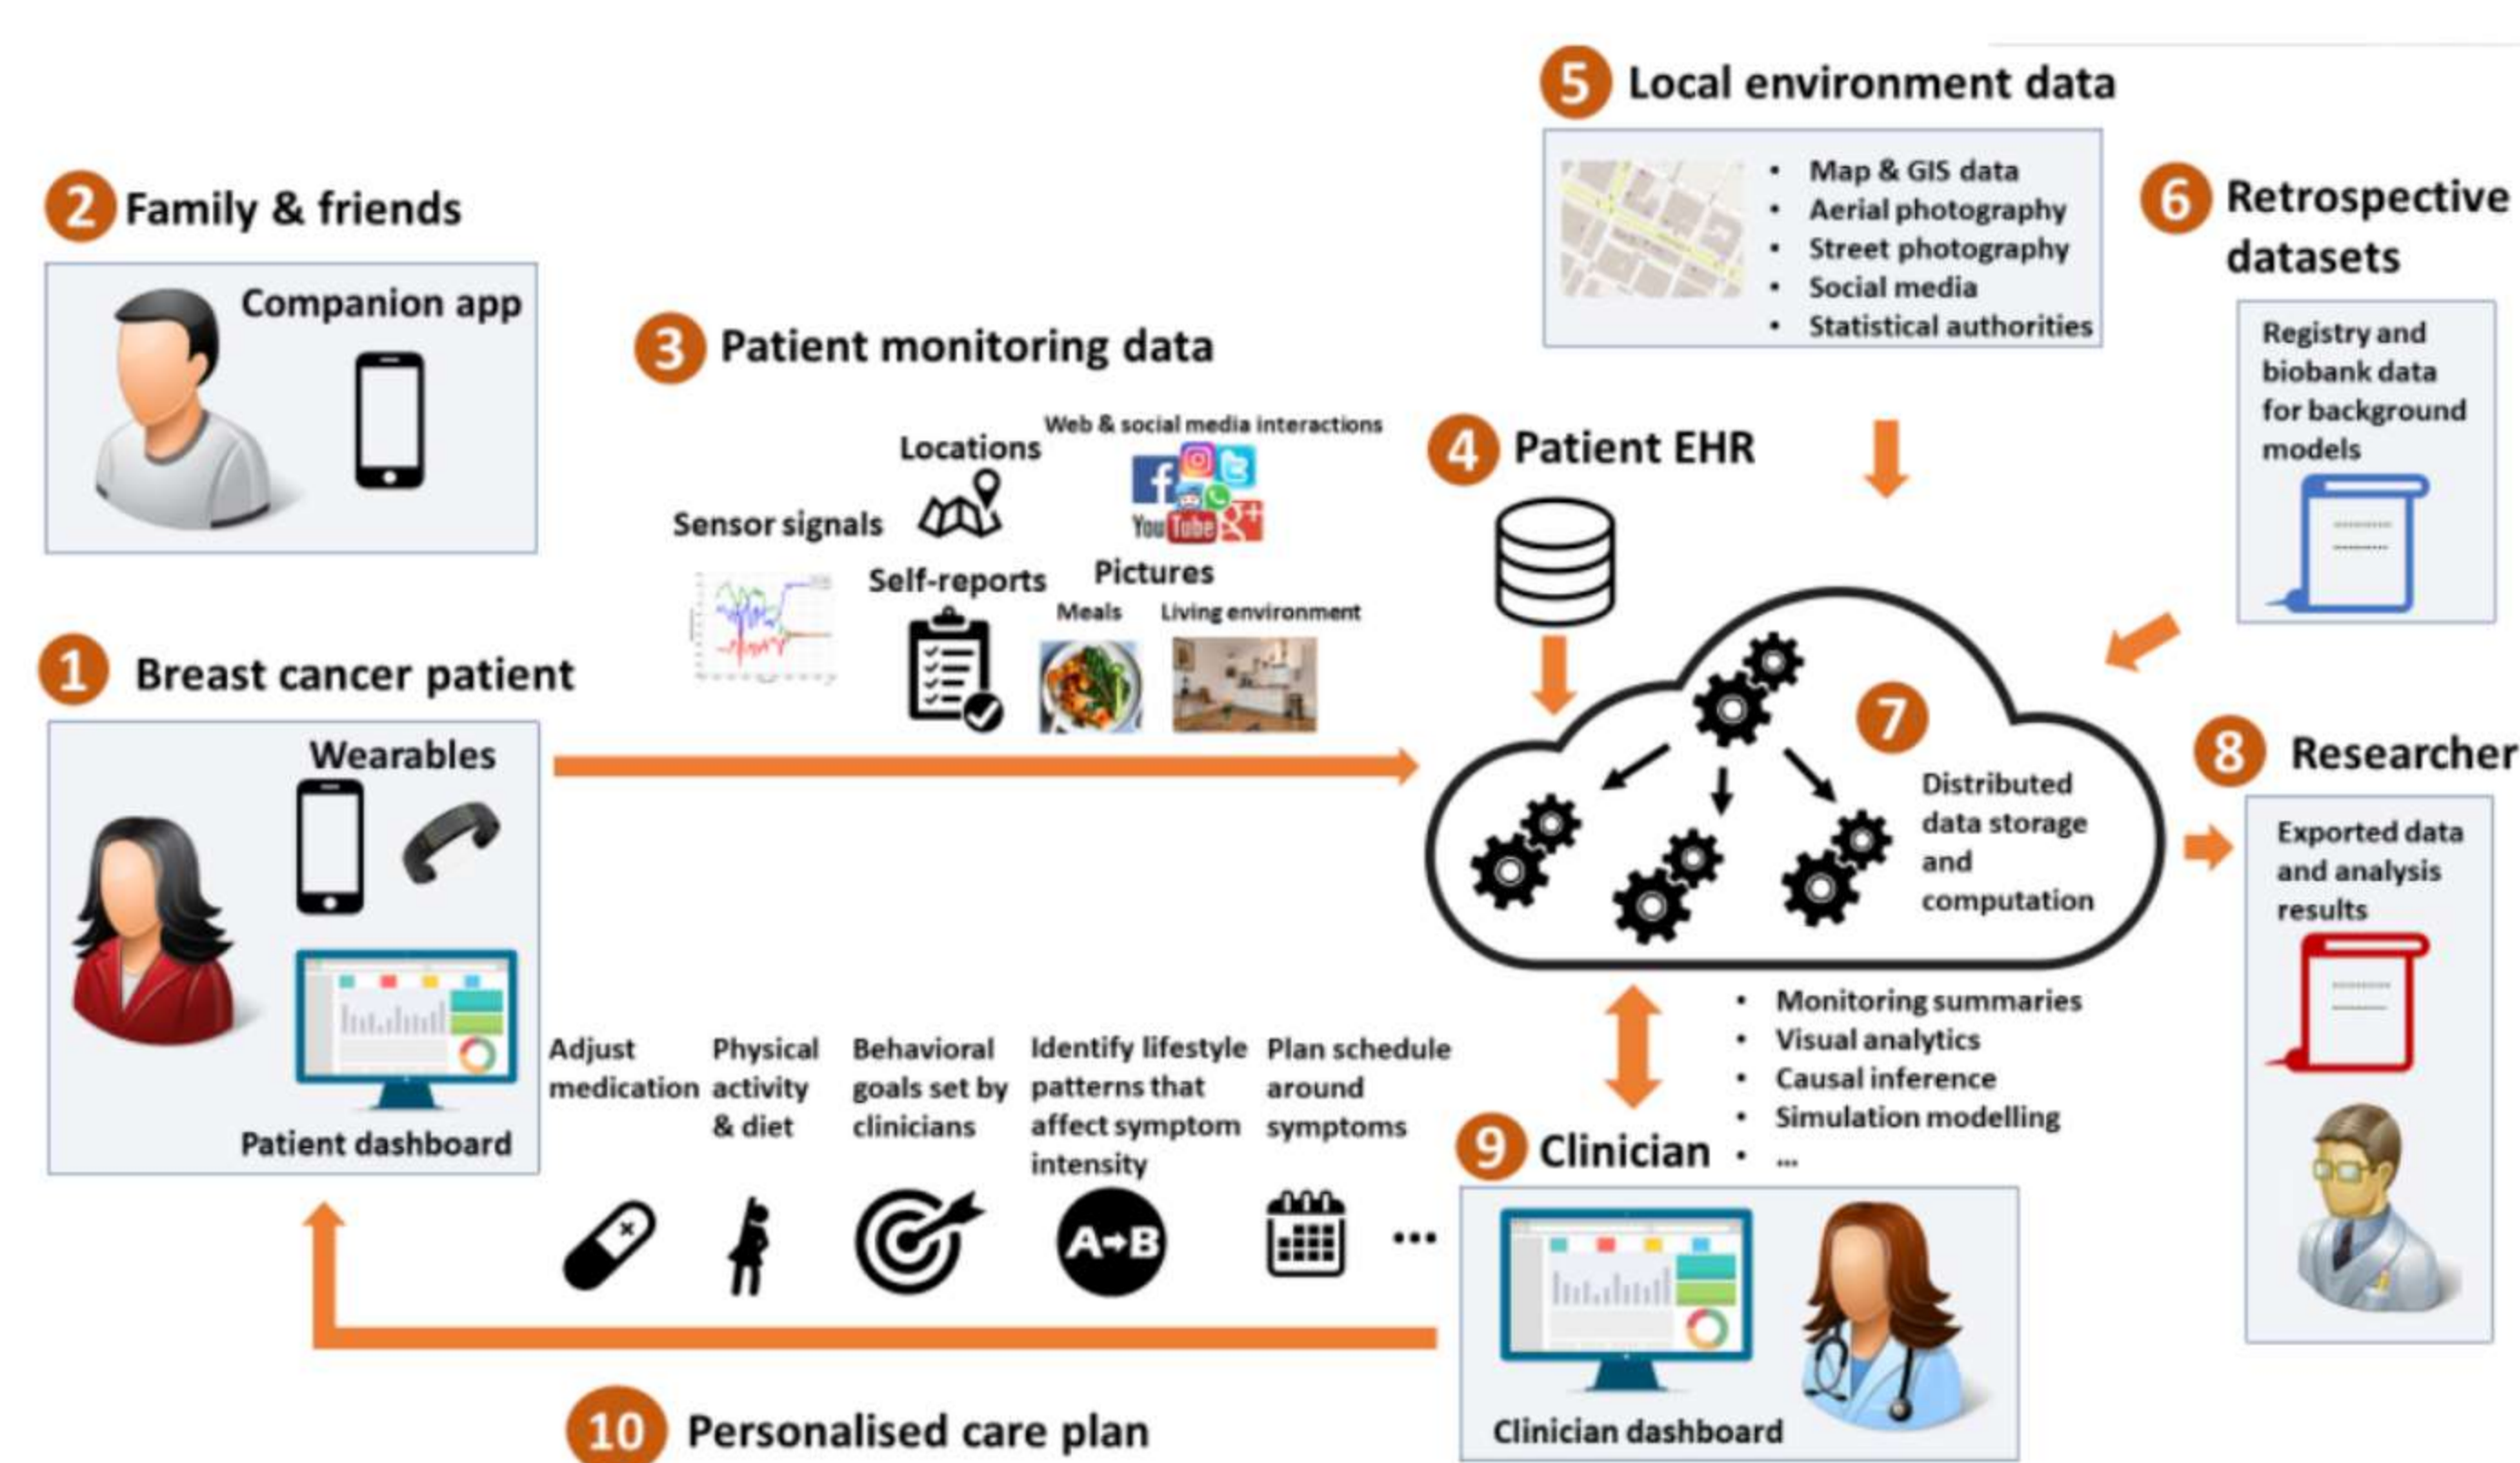 5 Local environment data
• Map & GIS data
• Aerial photography
• Street photography
• Social media
• Statistical authorities
6 Retrospective
datasets
Registry and
biobank data
for background
models
2 Family & friends
Companion app
3 Patient monitoring data
Web & social media interactions
Locations
Sensor signals
You Tube
Self-reports
Pictures
Meals
Living environment
4 Patient EHR
1 Breast cancer patient
Wearables
Patient dashboard
7
Distributed
data storage
and
computation
8 Researcher
Exported data
and analysis
results
• Monitoring summaries
• Visual analytics
• Causal inference
• Simulation modelling
• ...
9 Clinician
Clinician dashboard
Adjust
medication
Physical
activity
& diet
Behavioral
goals set by
clinicians
Identify lifestyle
patterns that
affect symptom
intensity
A→B
Plan schedule
around
symptoms
...
10 Personalised care plan